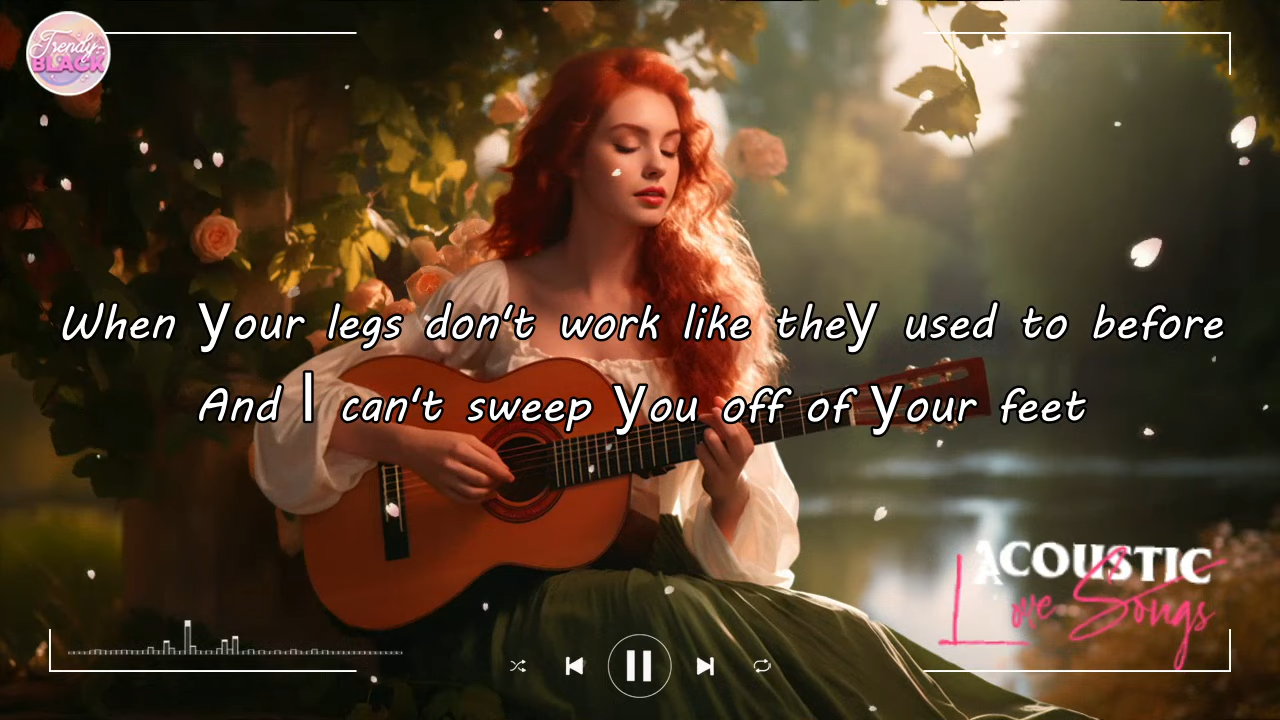 Trendy
BLACK
When your legs don't work like they used to before
And I can't sweep you off of your feet
ACOUSTIC
Love Songs